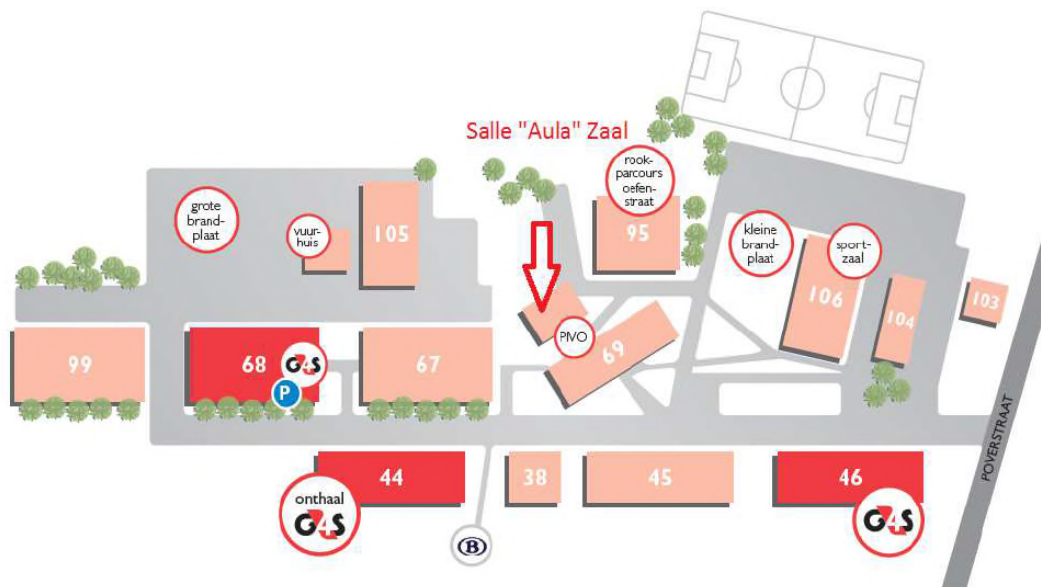 Salle "Aula" Zaal
rook-
parcours
oefen-
straat
grote
brand-
plaat
vuur-
huis
105
95
kleine
brand-
plaat
sport-
zaal
106
104
103
PIVO
69
99
68
G4S
P
67
POVERSTRAAT
44
onthaal
G4S
38
45
46
G4S
B